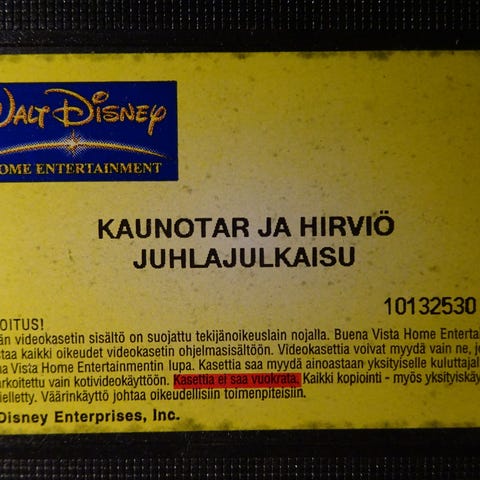 WALT DISNEY
HOME ENTERTAINMENT
KAUNOTAR JA HIRVIÖ
JUHLAJULKAISU
10132530
OITUS!
än videokasetin sisältö on suojattu tekijänoikeuslain nojalla. Buena Vista Home Enterta
staa kaikki oikeudet videokasetin ohjelmasisältöön. Videokasettia voivat myydä vain ne, jo
na Vista Home Entertainmentin lupa. Kasettia saa myydä ainoastaan yksityiselle kuluttajal
arkoitettu vain kotivideokäyttöön. Kasettia ei saa vuokrata. Kaikki kopiointi - myös yksityiskäy
ielletty. Väärinkäyttö johtaa oikeudellisiin toimenpiteisiin.
Disney Enterprises, Inc.